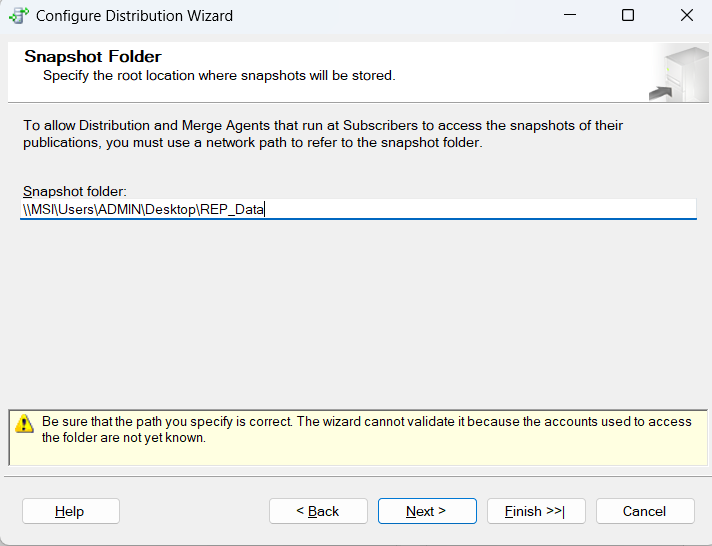 Configure Distribution Wizard
Snapshot Folder
Specify the root location where snapshots will be stored.
To allow Distribution and Merge Agents that run at Subscribers to access the snapshots of their
publications, you must use a network path to refer to the snapshot folder.
Snapshot folder:
\\MSI\Users\ADMIN\Desktop\REP_Data
Be sure that the path you specify is correct. The wizard cannot validate it because the accounts used to access
the folder are not yet known.
Help
< Back
Next >
Finish >>|
Cancel